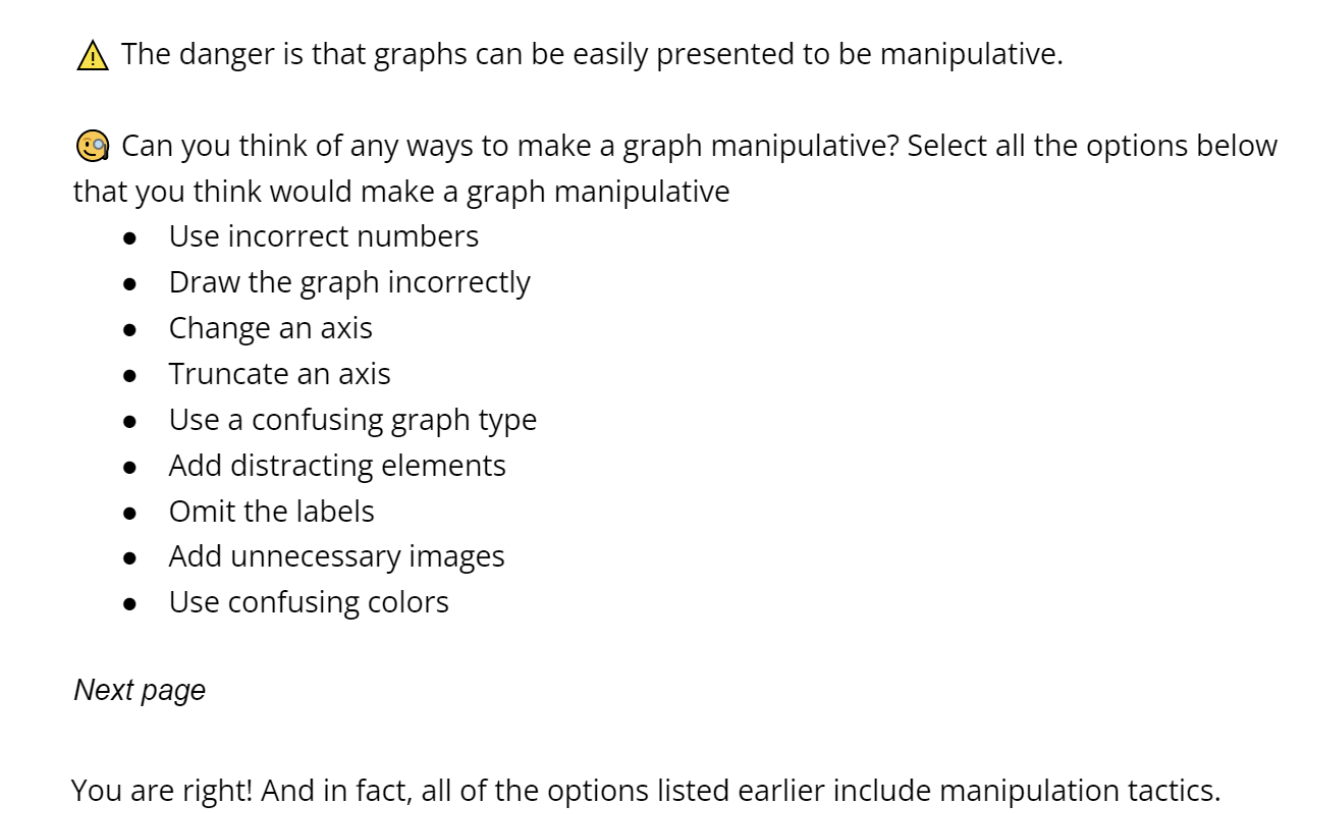 ⚠️ The danger is that graphs can be easily presented to be manipulative.
🧐 Can you think of any ways to make a graph manipulative? Select all the options below
that you think would make a graph manipulative
● Use incorrect numbers
● Draw the graph incorrectly
● Change an axis
● Truncate an axis
● Use a confusing graph type
● Add distracting elements
● Omit the labels
● Add unnecessary images
● Use confusing colors
Next page
You are right! And in fact, all of the options listed earlier include manipulation tactics.